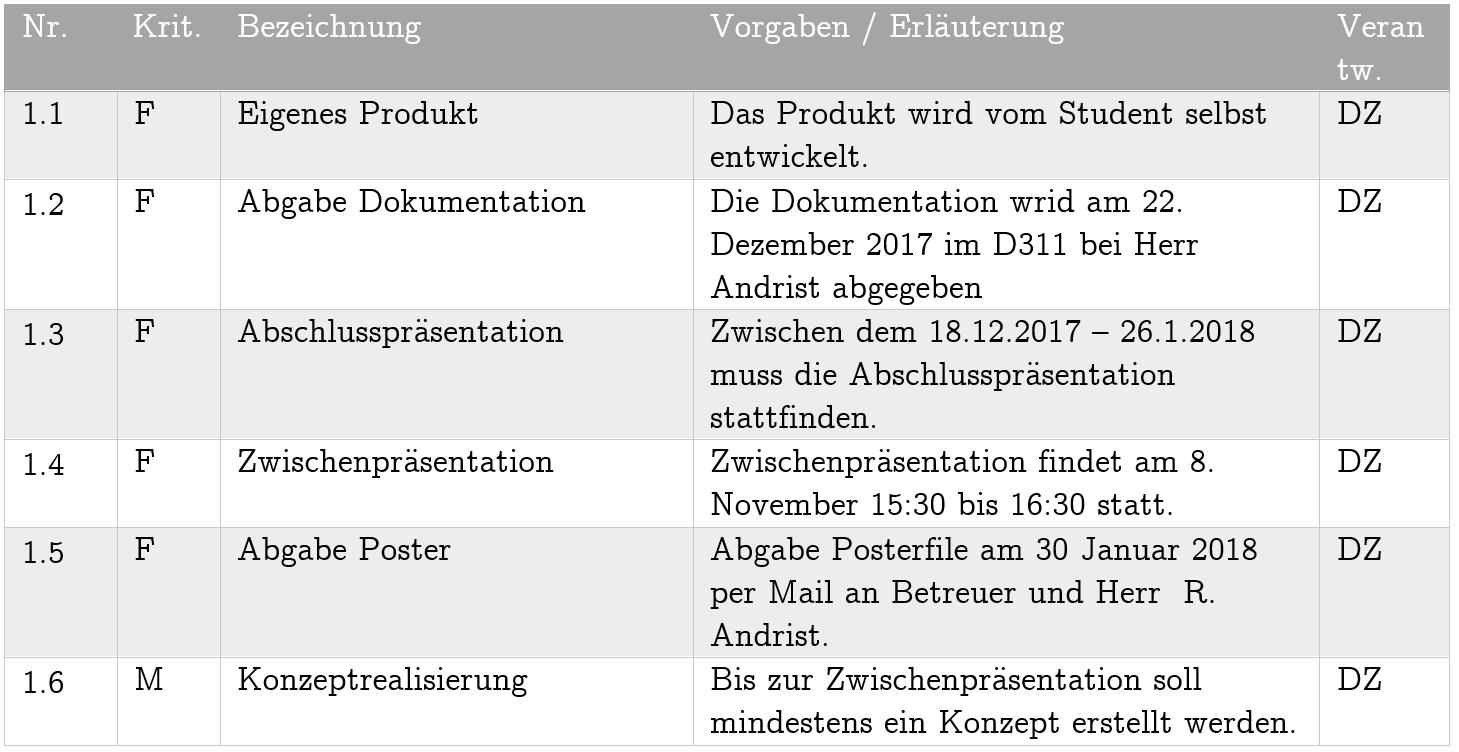 Nr. Krit. Bezeichnung Vorgaben / Erläuterung Veran
tw.
1.1 F Eigenes Produkt Das Produkt wird vom Student selbst DZ
entwickelt.
1.2 F Abgabe Dokumentation Die Dokumentation wrid am 22. DZ
Dezember 2017 im D311 bei Herr
Andrist abgegeben
1.3 F Abschlusspräsentation Zwischen dem 18.12.2017 – 26.1.2018 DZ
muss die Abschlusspräsentation
stattfinden.
1.4 F Zwischenpräsentation Zwischenpräsentation findet am 8. DZ
November 15:30 bis 16:30 statt.
1.5 F Abgabe Poster Abgabe Posterfile am 30 Januar 2018 DZ
per Mail an Betreuer und Herr R.
Andrist.
1.6 M Konzeptrealisierung Bis zur Zwischenpräsentation soll DZ
mindestens ein Konzept erstellt werden.